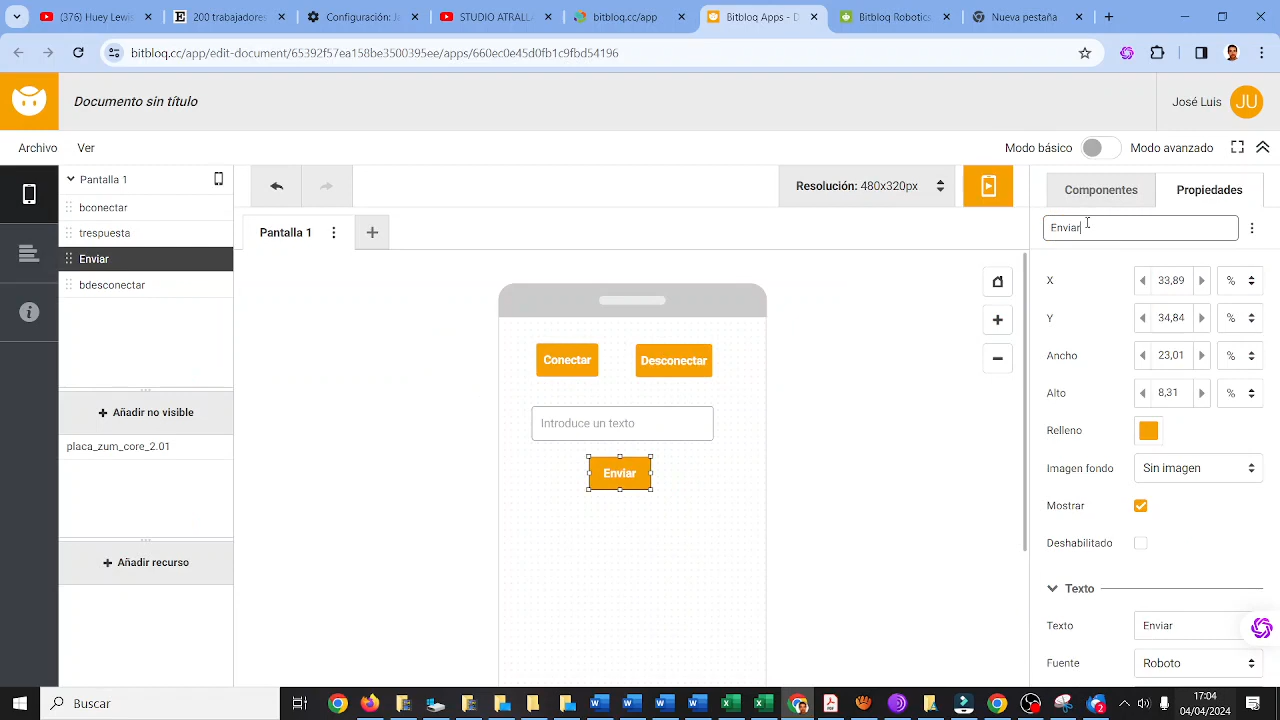 (375) Huey Lewis
200 trabajadores
Configuración: J
STUDIO ATRALL
bitbloq.cc/app
Bitbloq Apps - D
Bitbloq Robotics
Nueva pestaña
bitbloq.cc/app/edit-document/65392f57ea158be3500395ee/apps/660ec0e45d0fb1c9fbd54196
Documento sin título
José Luis JU
Archivo Ver
Modo básico Modo avanzado
Pantalla 1
bconectar
trespuesta
Enviar
bdesconectar
Añadir no visible
placa_zum_core_2.01
Añadir recurso
Resolución: 480x320px
Pantalla 1
Conectar Desconectar
Introduce un texto
Enviar
Componentes Propiedades
Enviar
X 33,89 %
Y 34,84 %
Ancho 23,01 %
Alto 8,31 %
Relleno
Imagen fondo Sin imagen
Mostrar
Deshabilitado
Texto
Texto Enviar
Fuente Roboto
Buscar
2
17:04
04/04/2024